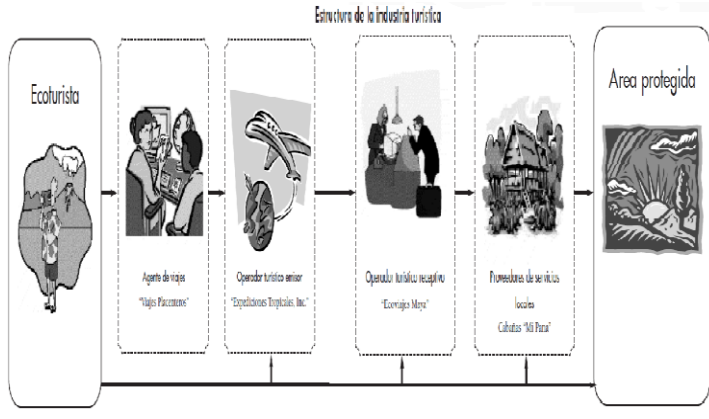 Estructura de la industria turística
Ecoturista
Area protegida
Agente de viajes
"Viajes Placenteros"
Operador turístico emisor
"Expediciones Tropicales, Inc."
Operador turístico receptivo
"Ecoviajes Maya"
Proveedores de servicios
locales
Cabañas "Mi Patria"